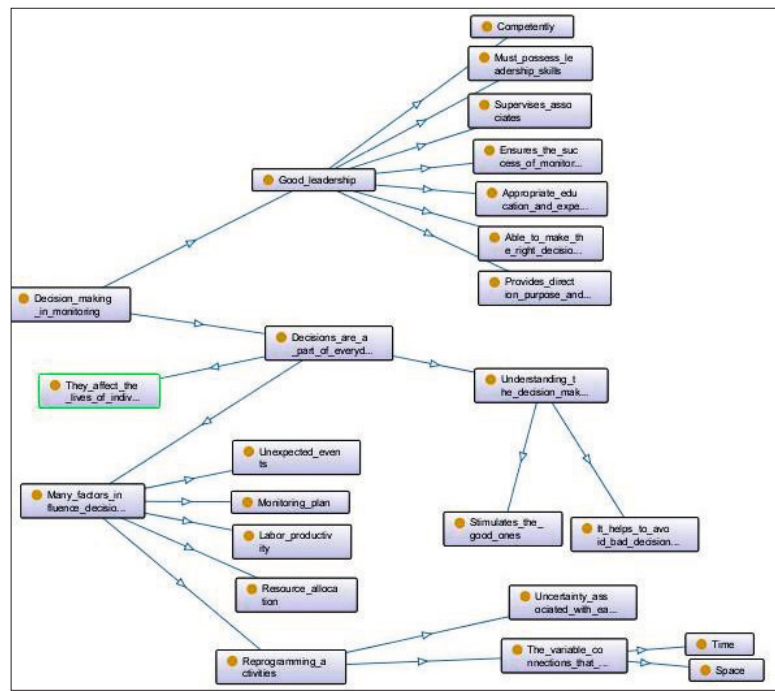 Competently
Must_possess_le
adership_skills
Supervises_asso
ciates
Ensures_the_suc
cess_of_monitor...
Good_leadership
Appropriate_edu
cation_and_expe...
Able_to_make_th
e_right_decisio...
Provides_direct
ion_purpose_and...
Decision_making
_in_monitoring
Decisions_are_a
_part_of_everyd...
They_affect_the
_lives_of_indiv...
Understanding_t
he_decision_mak...
Unexpected_even
ts
Many_factors_in
fluence_decisio...
Monitoring_plan
Labor_productiv
ity
Stimulates_the_
good_ones
It_helps_to_avo
id_bad_decision...
Resource_alloca
tion
Uncertainty_ass
ociated_with_ea...
Reprogramming_a
ctivities
The_variable_co
nnections_that_...
Time
Space